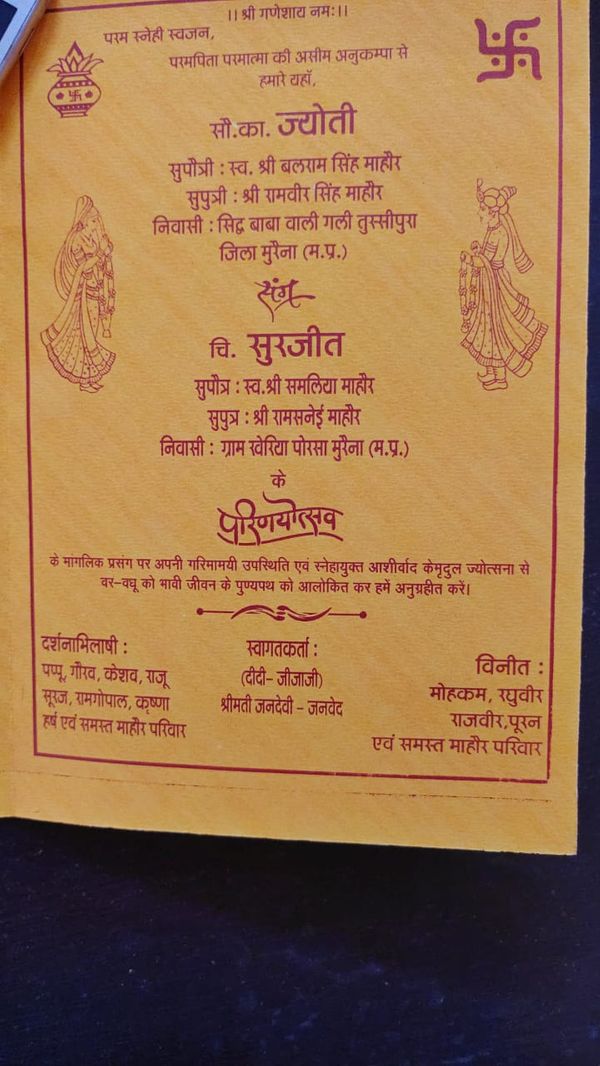 ।। श्री गणेशाय नमः।।
परम स्नेही स्वजन,
परमपिता परमात्मा की असीम अनुकम्पा से
हमारे यहाँ,
सौ.का. ज्योती
सुपौत्री : स्व. श्री बलराम सिंह माहौर
सुपुत्री : श्री रामवीर सिंह माहौर
निवासी : सिद्ध बाबा वाली गली तुस्सीपुरा
जिला मुरैना (म.प्र.)
संग
चि. सुरजीत
सुपौत्र : स्व.श्री समलिया माहौर
सुपुत्र : श्री रामसनेई माहौर
निवासी : ग्राम खेरिया पोरसा मुरैना (म.प्र.)
के
परिणयोत्सव
के मांगलिक प्रसंग पर अपनी गरिमामयी उपस्थिति एवं स्नेहायुक्त आशीर्वाद केमृदुल ज्योत्सना से
वर-वधू को भावी जीवन के पुण्यपथ को आलोकित कर हमें अनुग्रहीत करें।
दर्शनाभिलाषी :
पप्पू, गौरव, केशव, राजू
सूरज, रामगोपाल, कृष्णा
हर्ष एवं समस्त माहौर परिवार
स्वागतकर्ता :
(दीदी- जीजाजी)
श्रीमती जनदेवी - जनवेद
विनीत :
मोहकम, रघुवीर
राजवीर,पूरन
एवं समस्त माहौर परिवार